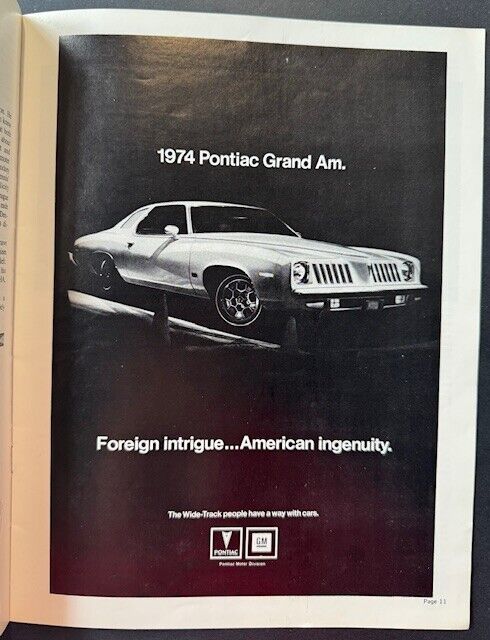 1974 Pontiac Grand Am.
Foreign intrigue...American ingenuity.
The Wide-Track people have a way with cars.
PONTIAC
GM
Pontiac Motor Division
Page 11